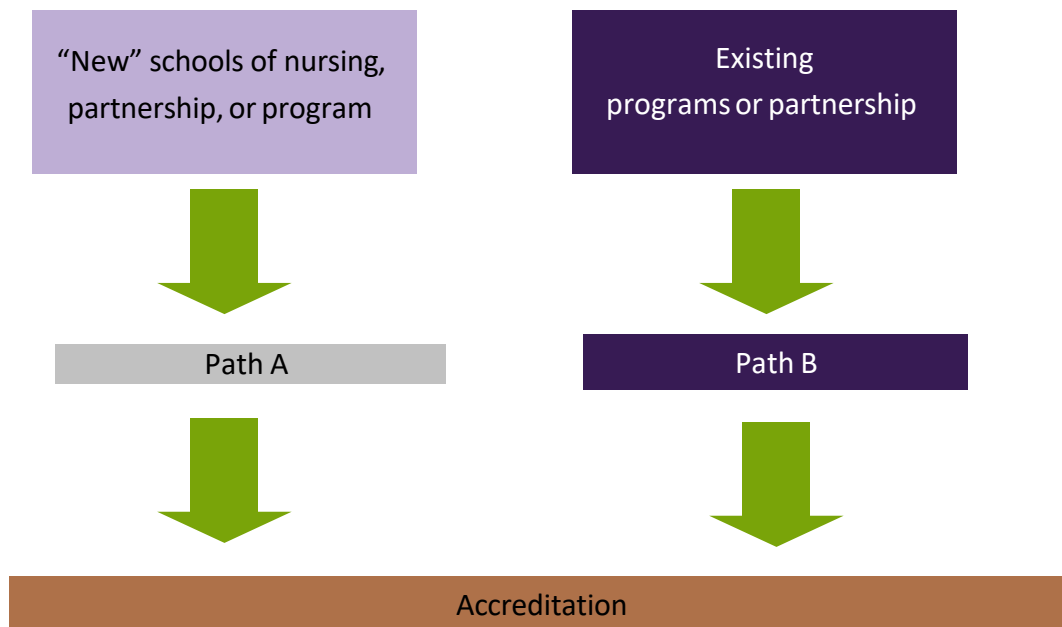 “New” schools of nursing,
partnership, or program
Existing
programs or partnership
Path A
Path B
Accreditation